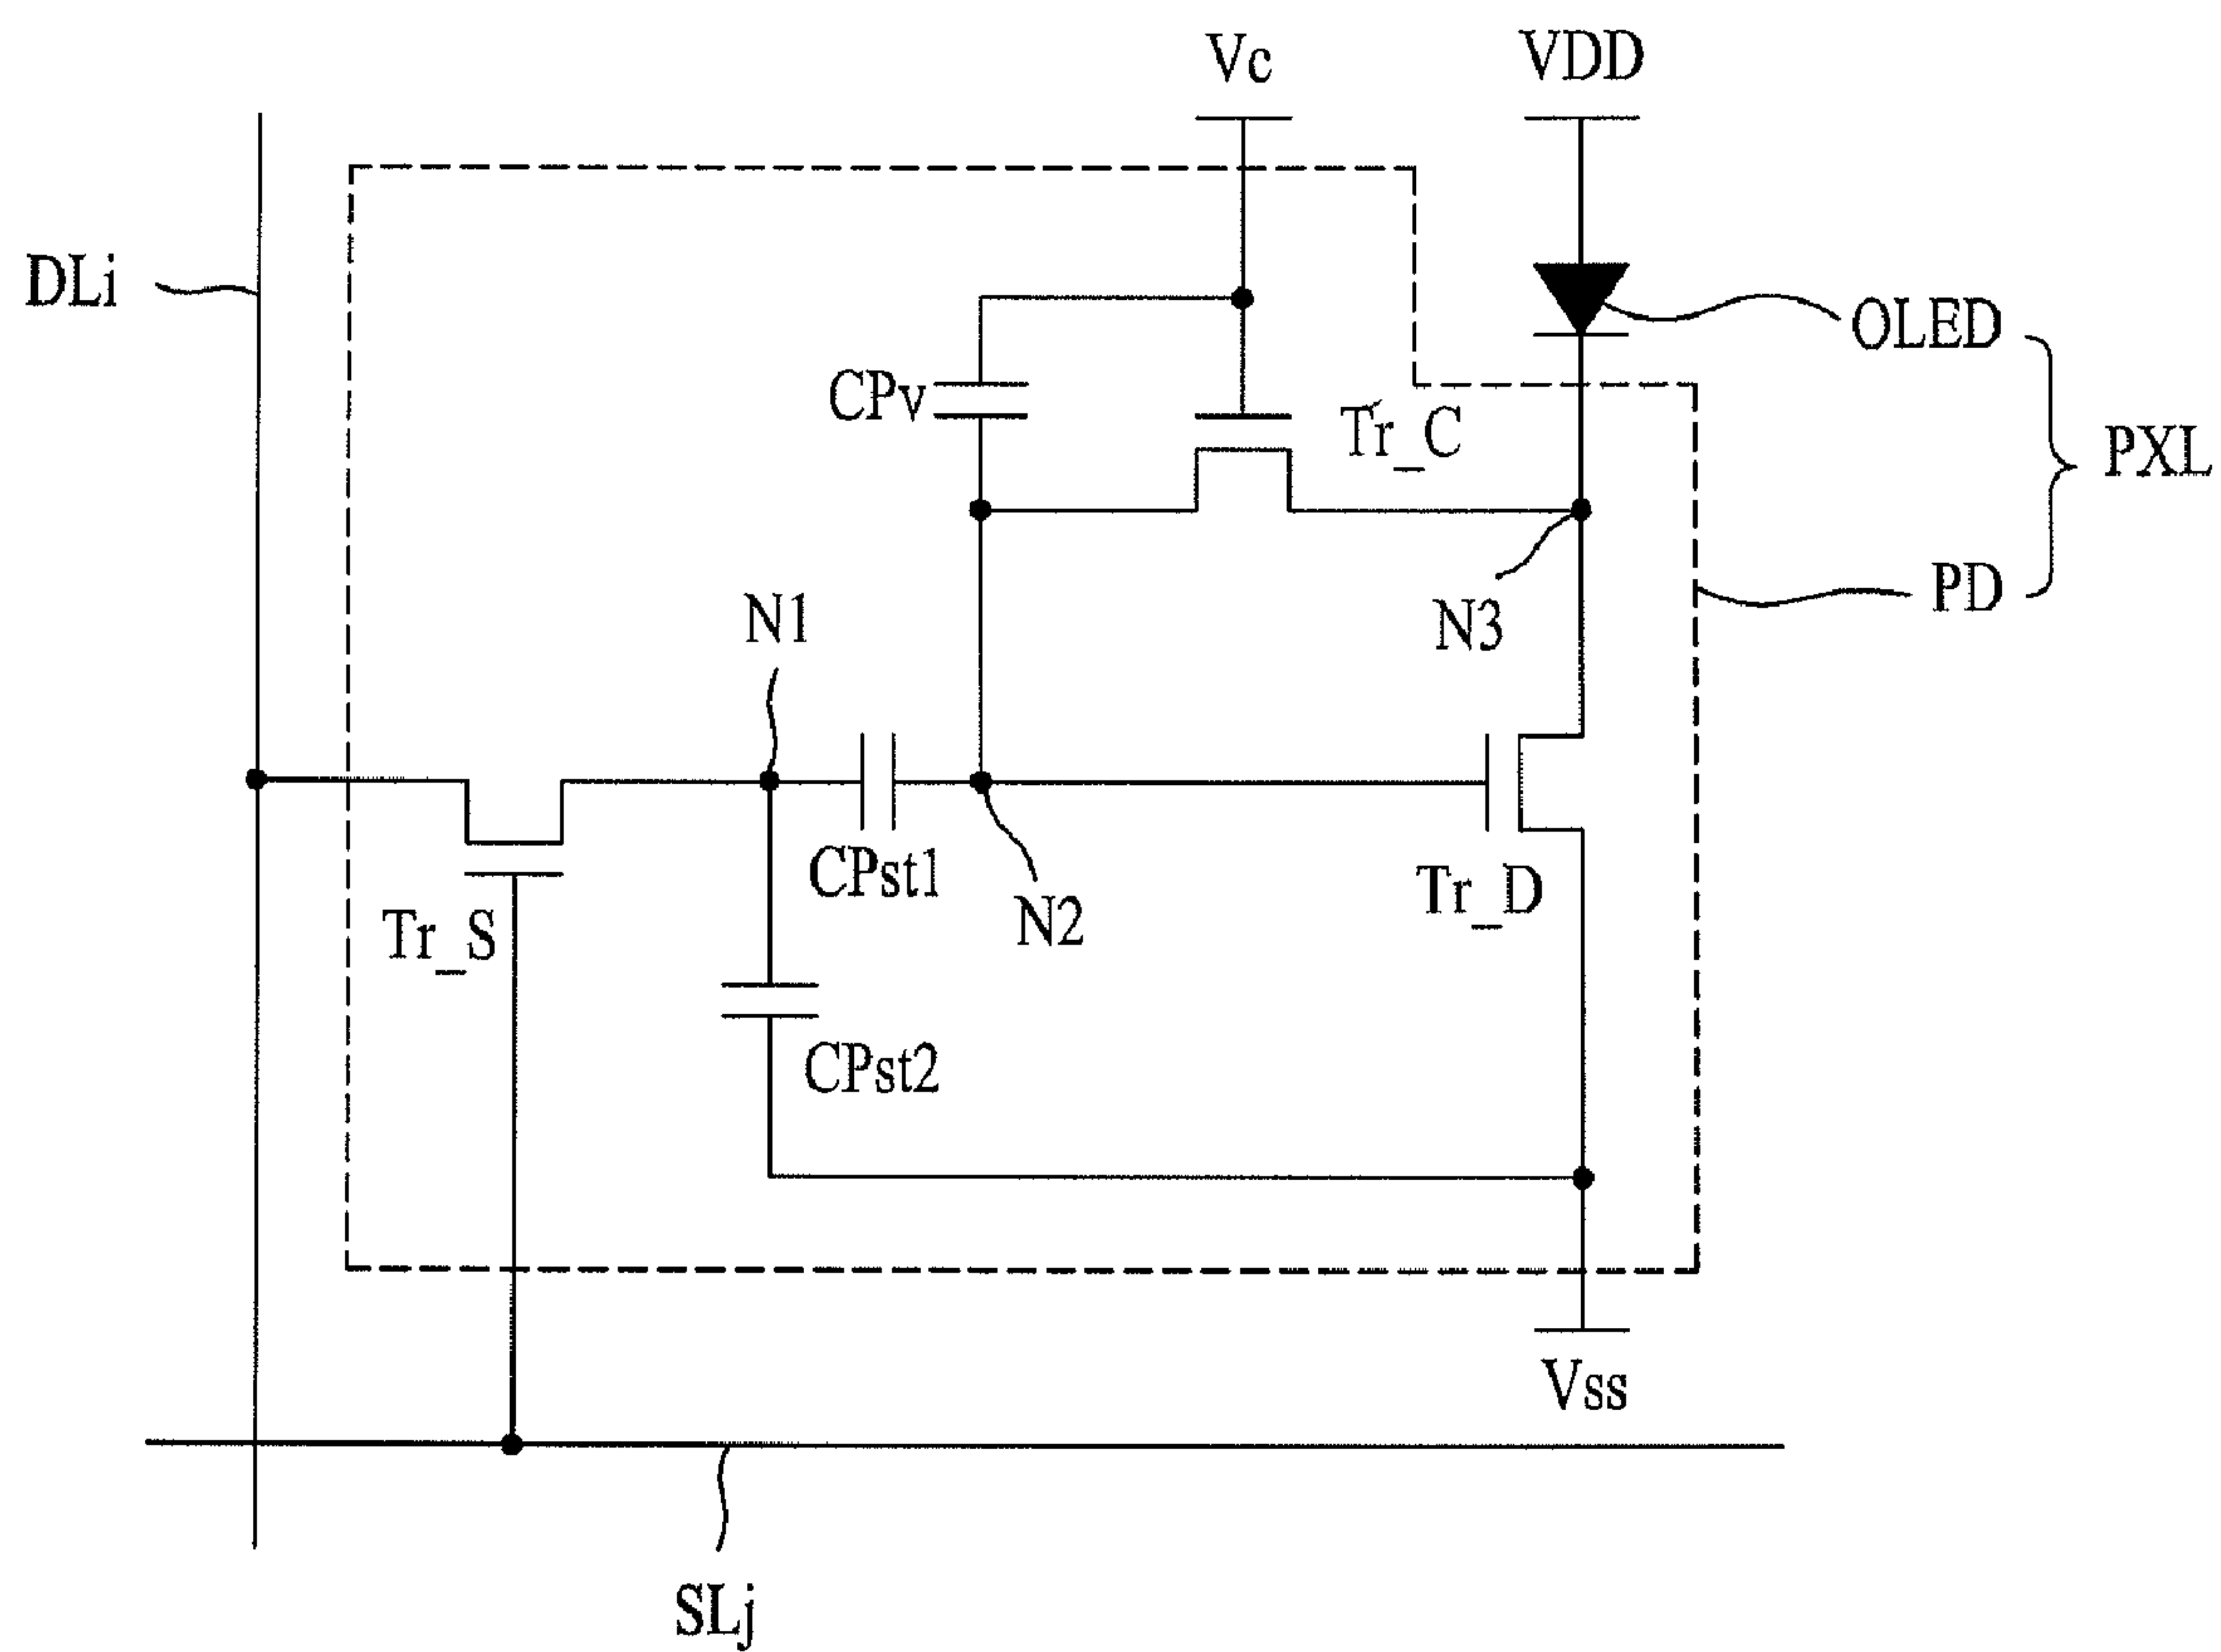 Vc
VDD
DLi
OLED
CPv
Tr_C
PXL
PD
N1
N3
CPst1
Tr_D
N2
Tr_S
CPst2
Vss
SLj